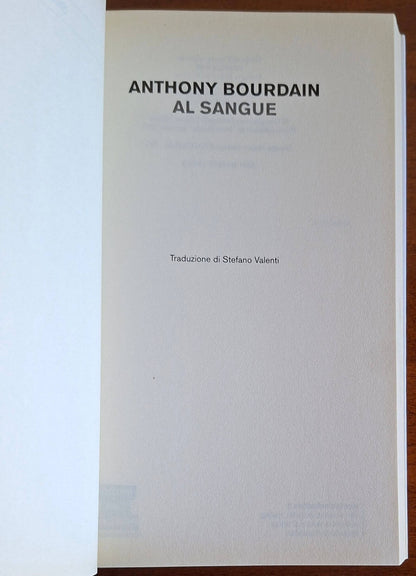 ANTHONY BOURDAIN
AL SANGUE
Traduzione di Stefano Valenti